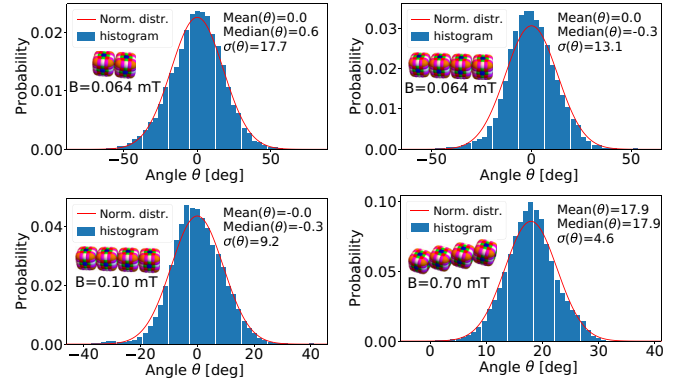 Norm. distr.
histogram
Mean(θ)=0.0
Median(θ)=0.6
σ(θ)=17.7
B=0.064 mT
Probability
0.02
0.01
0.00
−50
0
50
Angle θ [deg]
Norm. distr.
histogram
Mean(θ)=0.0
Median(θ)=-0.3
σ(θ)=13.1
B=0.064 mT
Probability
0.03
0.02
0.01
0.00
−50
0
50
Angle θ [deg]
Norm. distr.
histogram
Mean(θ)=-0.0
Median(θ)=-0.3
σ(θ)=9.2
B=0.10 mT
Probability
0.04
0.02
0.00
−40
−20
0
20
40
Angle θ [deg]
Norm. distr.
histogram
Mean(θ)=17.9
Median(θ)=17.9
σ(θ)=4.6
B=0.70 mT
Probability
0.10
0.05
0.00
0
10
20
30
40
Angle θ [deg]